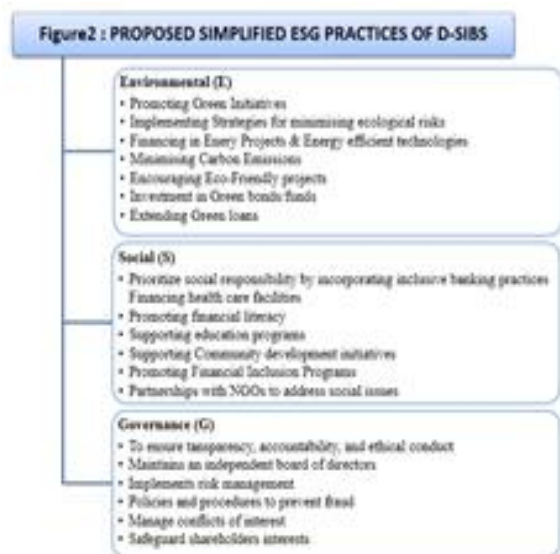 Figure2 : PROPOSED SIMPLIFIED ESG PRACTICES OF D-SIBS
Environmental (E)
• Promoting Green Initiatives
• Implementing Strategies for minimising ecological risks
• Financing in Enery Projects & Energy efficient technologies
• Minimising Carbon Emissions
• Encouraging Eco-Friendly projects
• Investment in Green bonds funds
• Extending Green loans
Social (S)
• Prioritize social responsibility by incorporating inclusive banking practices
Financing health care facilities
• Promoting financial literacy
• Supporting education programs
• Supporting Community development initiatives
• Promoting Financial Inclusion Programs
• Partnerships with NGOs to address social issues
Governance (G)
• To ensure tansparency, accountability, and ethical conduct
• Maintains an independent board of directors
• Implements risk management
• Policies and procedures to prevent fraud
• Manage conflicts of interest
• Safeguard shareholders interests